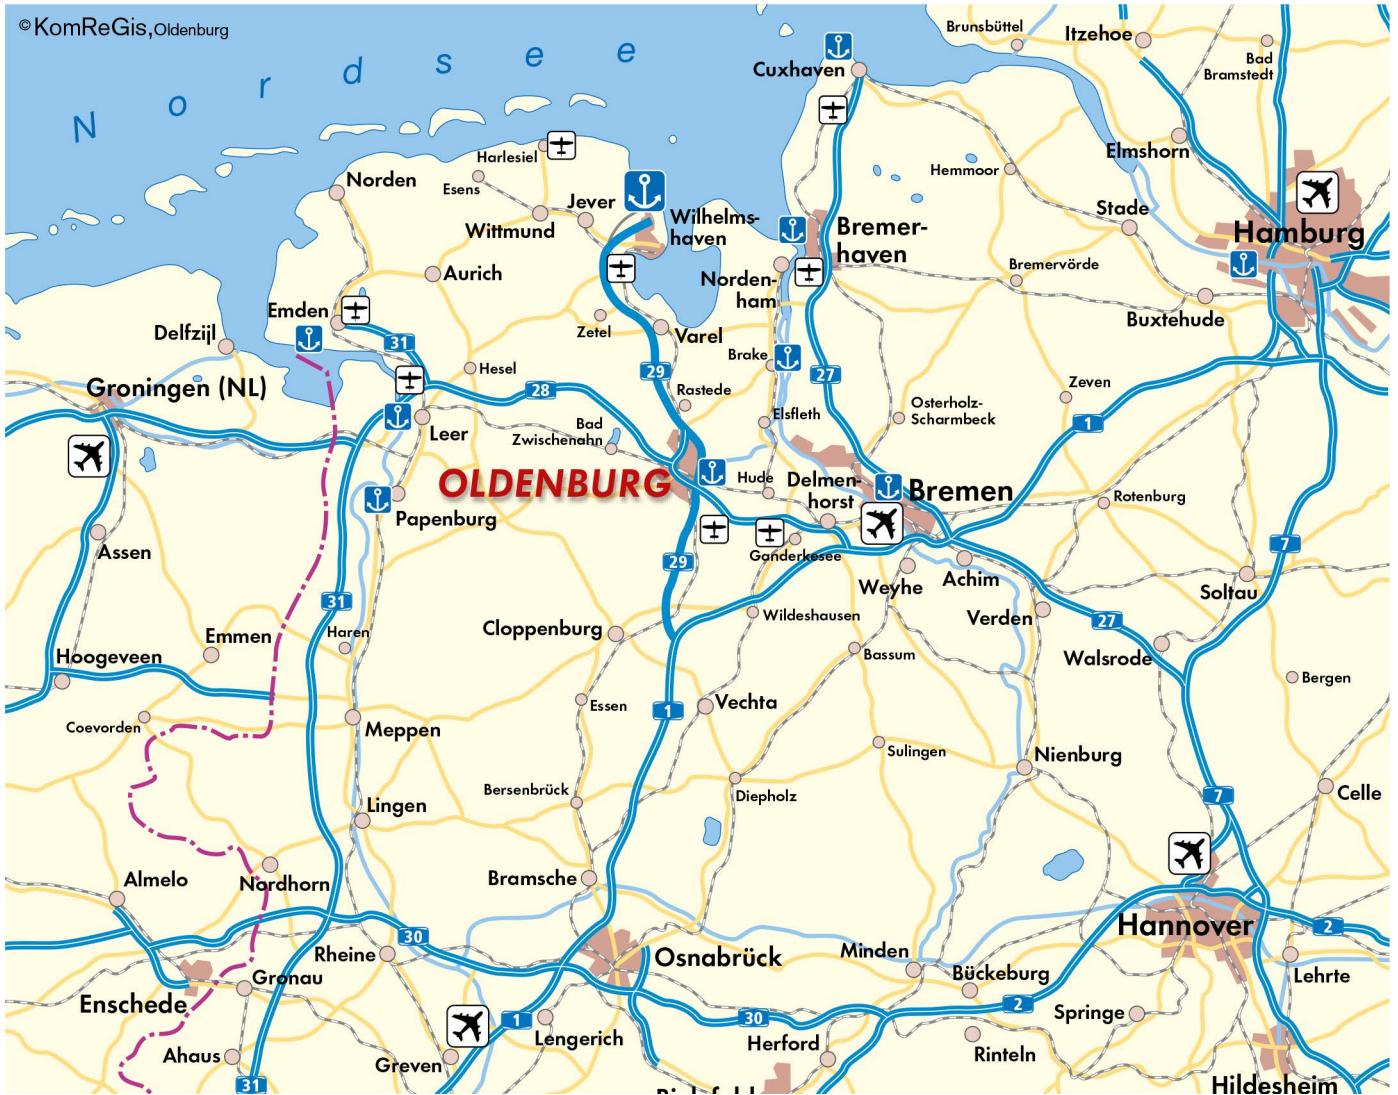 ©KomReGis,Oldenburg
Nordsee
Brunsbüttel
Itzehoe
Bad
Bramstedt
Cuxhaven
Elmshorn
Harlesiel
Esens
Norden
Jever
Wittmund
Wilhelms-
haven
Bremer-
haven
Hemmoor
Stade
Hamburg
Aurich
Norden-
ham
Bremervörde
Buxtehude
Emden
Delfzijl
Zetel
Varel
Brake
31
Hesel
28
29
27
Rastede
Zeven
Groningen (NL)
Leer
Bad
Zwischenahn
Elsfleth
Osterholz-
Scharmbeck
1
OLDENBURG
Hude
Delmen-
horst
Bremen
Rotenburg
Papenburg
Assen
Ganderkesee
29
7
Weyhe
Achim
Soltau
31
Wildeshausen
Verden
27
Emmen
Haren
Cloppenburg
Hoogeveen
Bassum
Walsrode
Bergen
Coevorden
Essen
1
Vechta
Meppen
Sulingen
Nienburg
Bersenbrück
Diepholz
7
Celle
Lingen
Almelo
Nordhorn
Bramsche
Hannover
2
30
Rheine
Osnabrück
Minden
Bückeburg
Lehrte
Gronau
Enschede
2
Springe
1
30
Lengerich
Herford
Rinteln
Ahaus
Greven
31
Hildesheim